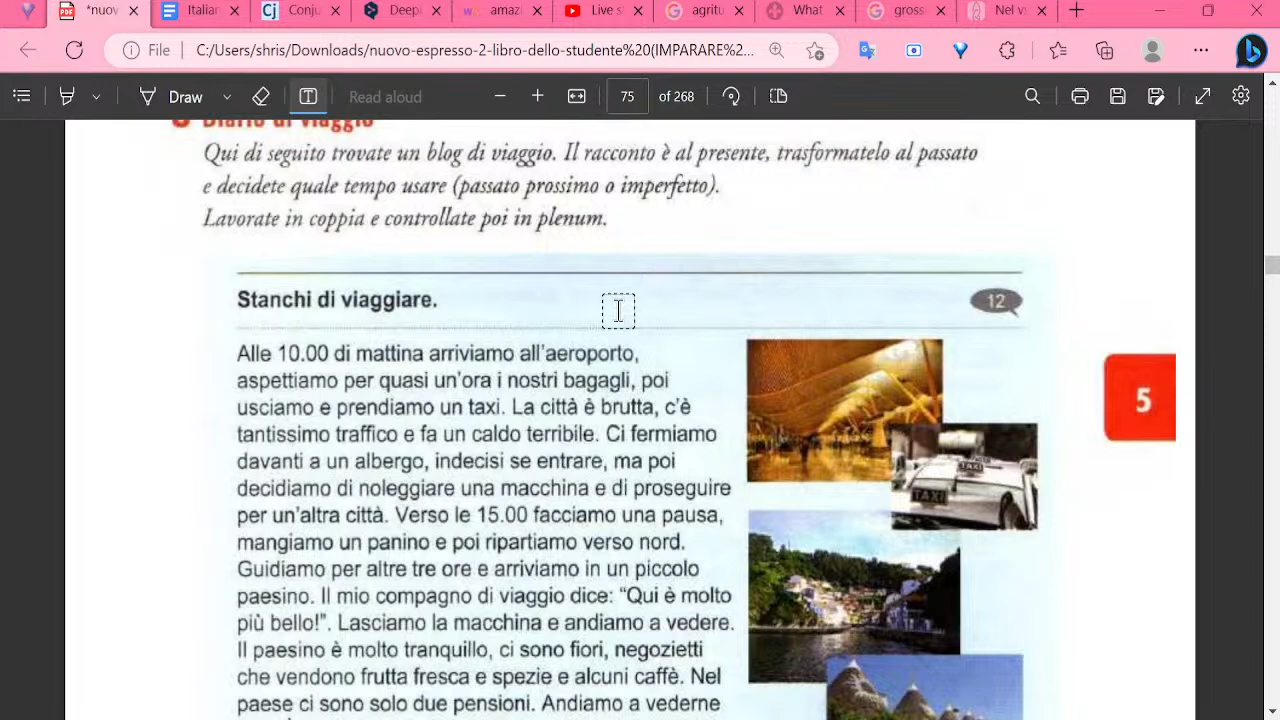 *nuov
Italian
Conju
Deepl
amazi
Live s
agritu
What
gross
Nel v
File
C:/Users/shris/Downloads/nuovo-espresso-2-libro-dello-studente%20(IMPARARE%2...
Draw
Read aloud
75
of 268
Diario di viaggio
Qui di seguito trovate un blog di viaggio. Il racconto è al presente, trasformatelo al passato
e decidete quale tempo usare (passato prossimo o imperfetto).
Lavorate in coppia e controllate poi in plenum.
Stanchi di viaggiare.
12
Alle 10.00 di mattina arriviamo all'aeroporto,
aspettiamo per quasi un'ora i nostri bagagli, poi
usciamo e prendiamo un taxi. La città è brutta, c'è
tantissimo traffico e fa un caldo terribile. Ci fermiamo
davanti a un albergo, indecisi se entrare, ma poi
decidiamo di noleggiare una macchina e di proseguire
per un'altra città. Verso le 15.00 facciamo una pausa,
mangiamo un panino e poi ripartiamo verso nord.
Guidiamo per altre tre ore e arriviamo in un piccolo
paesino. Il mio compagno di viaggio dice: “Qui è molto
più bello!”. Lasciamo la macchina e andiamo a vedere.
Il paesino è molto tranquillo, ci sono fiori, negozietti
che vendono frutta fresca e spezie e alcuni caffè. Nel
paese ci sono solo due pensioni. Andiamo a vederne
TAXI
TAXI
5